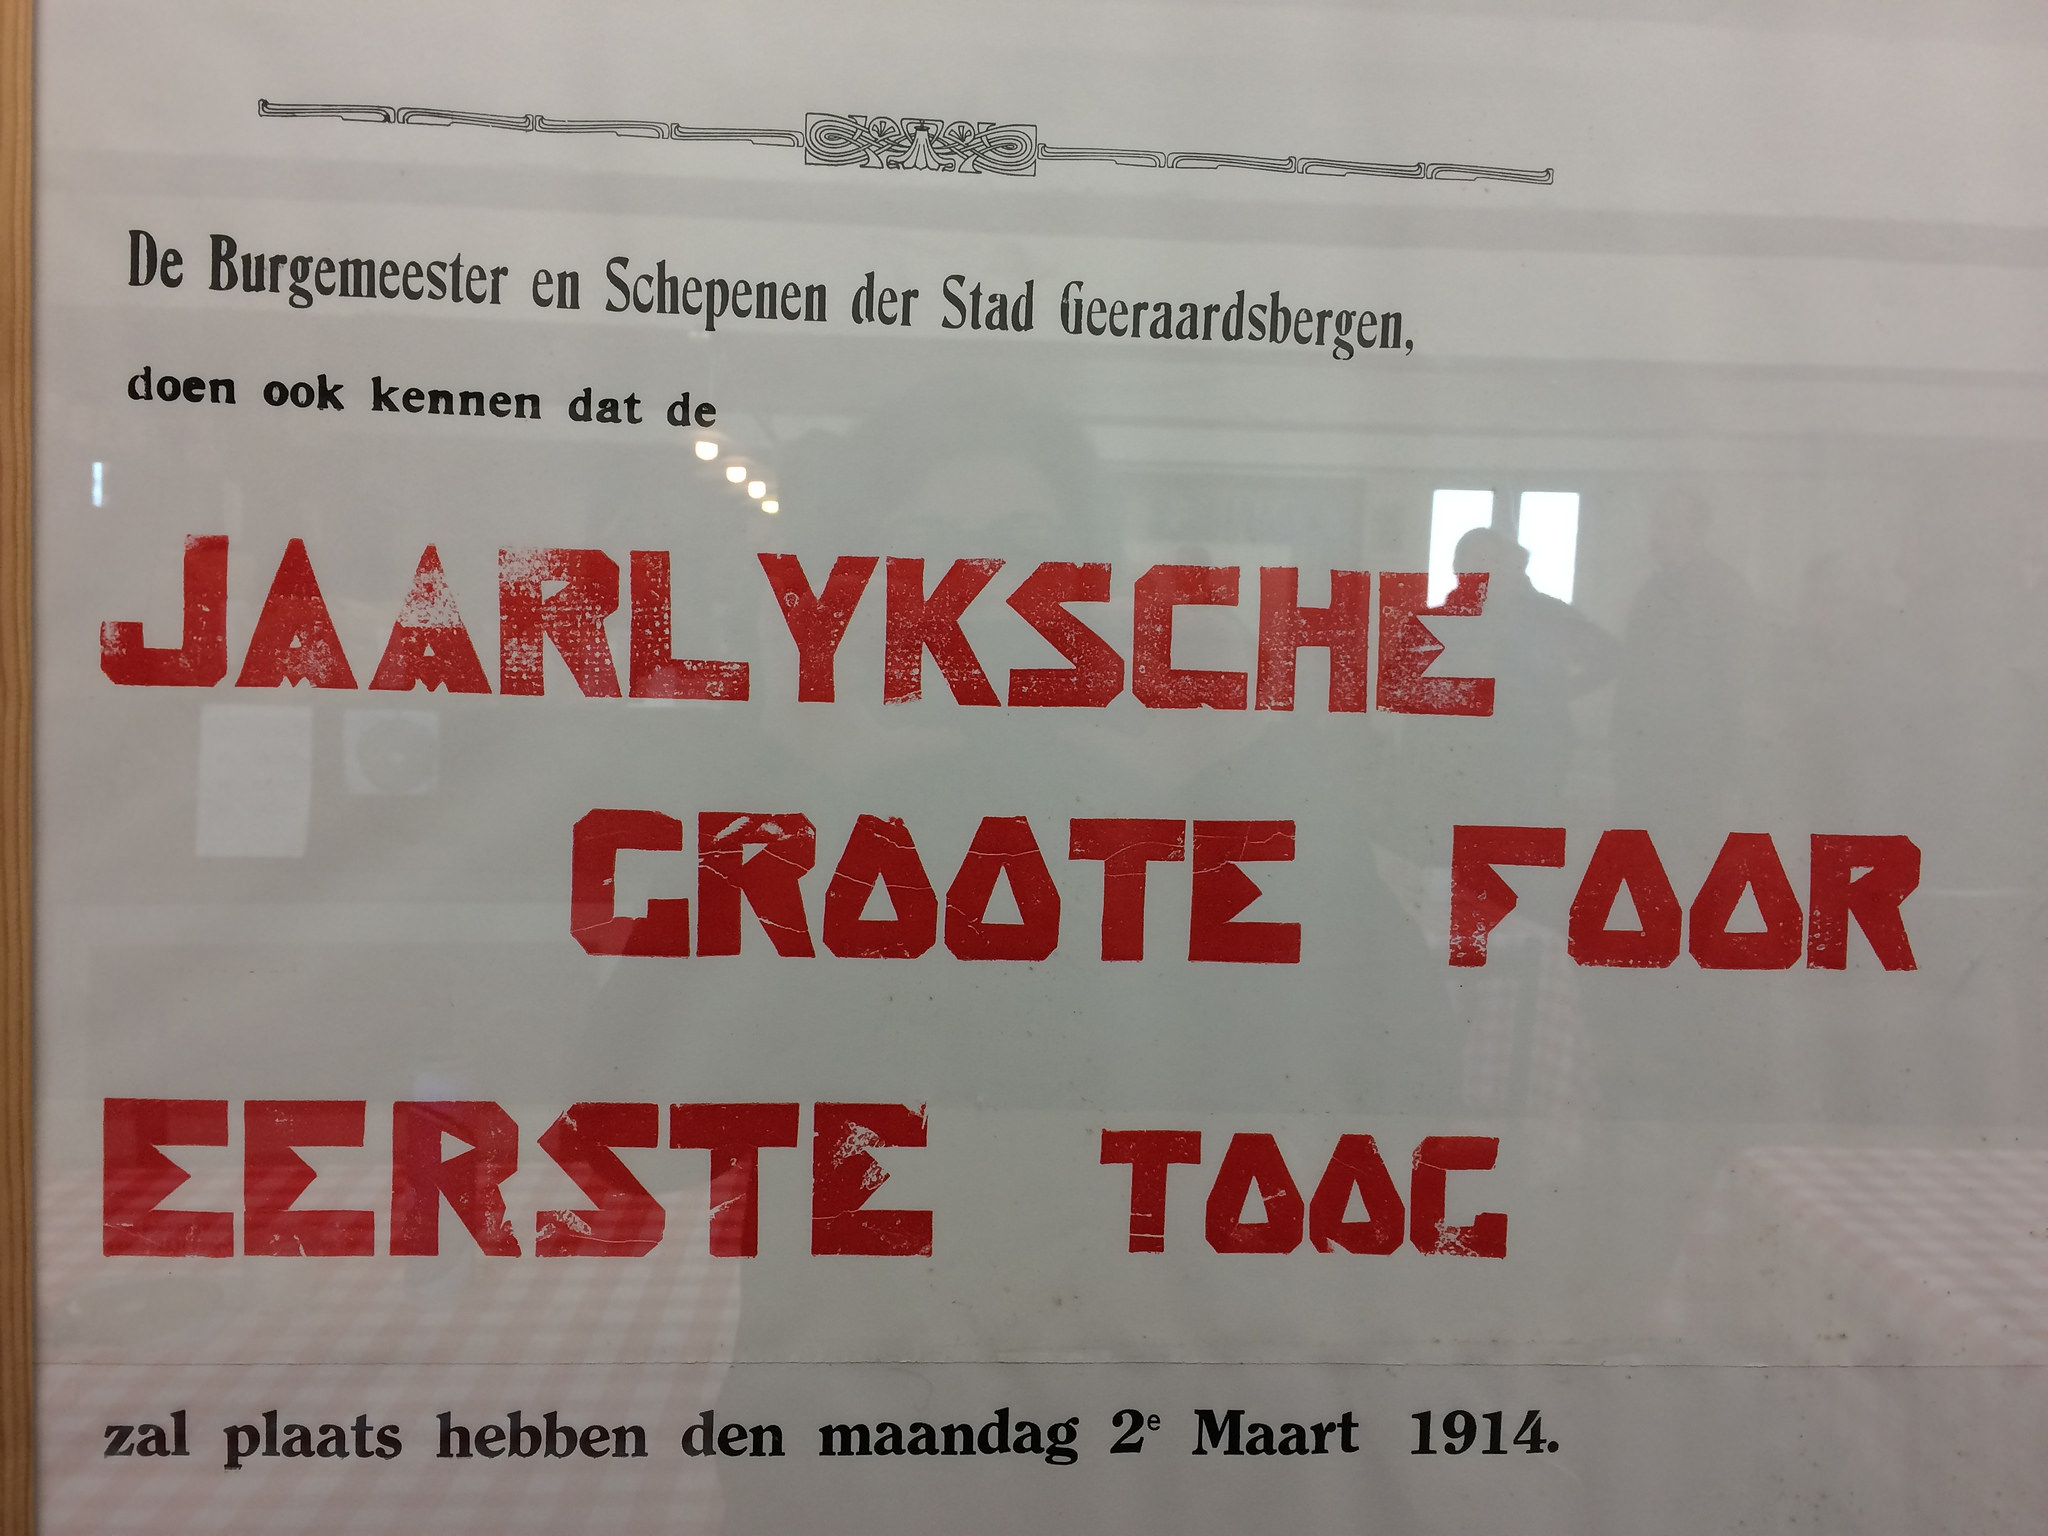 De Burgemeester en Schepenen der Stad Geeraardsbergen,
doen ook kennen dat de
JAARLYKSCHE
GROOTE FOOR
EERSTE TOOG
zal plaats hebben den maandag 2e Maart 1914.